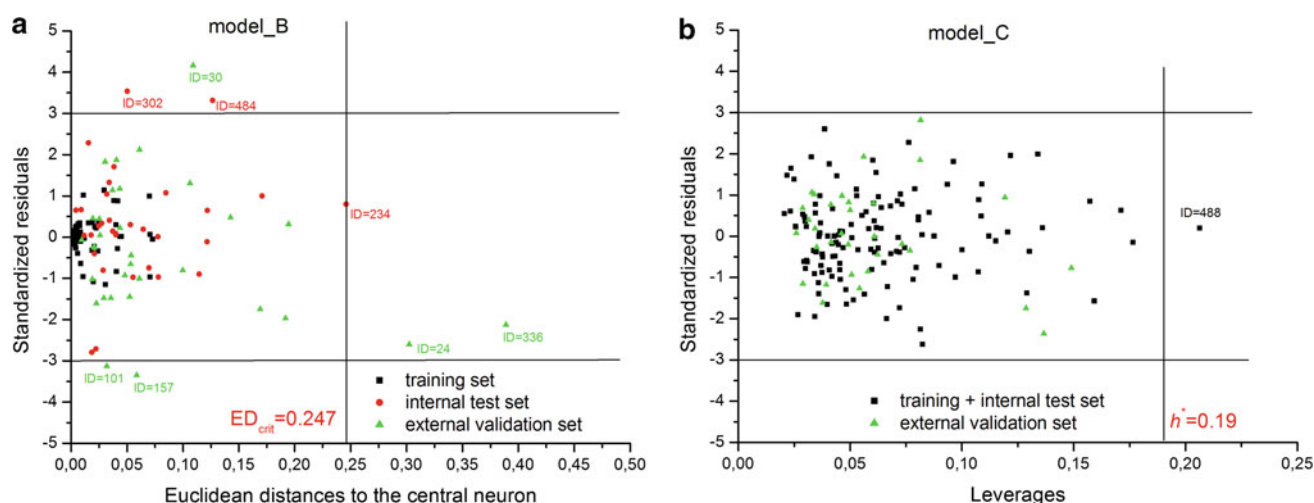 a
model_B
5
4
3
2
1
0
-1
-2
-3
-4
-5
Standardized residuals
ID=30
ID=302
ID=484
ID=234
ID=336
ID=24
ID=101
ID=157
training set
internal test set
external validation set
ED_crit=0.247
0,00 0,05 0,10 0,15 0,20 0,25 0,30 0,35 0,40 0,45 0,50
Euclidean distances to the central neuron
b
model_C
5
4
3
2
1
0
-1
-2
-3
-4
-5
Standardized residuals
ID=488
training + internal test set
external validation set
h*=0.19
0,00 0,05 0,10 0,15 0,20 0,25
Leverages